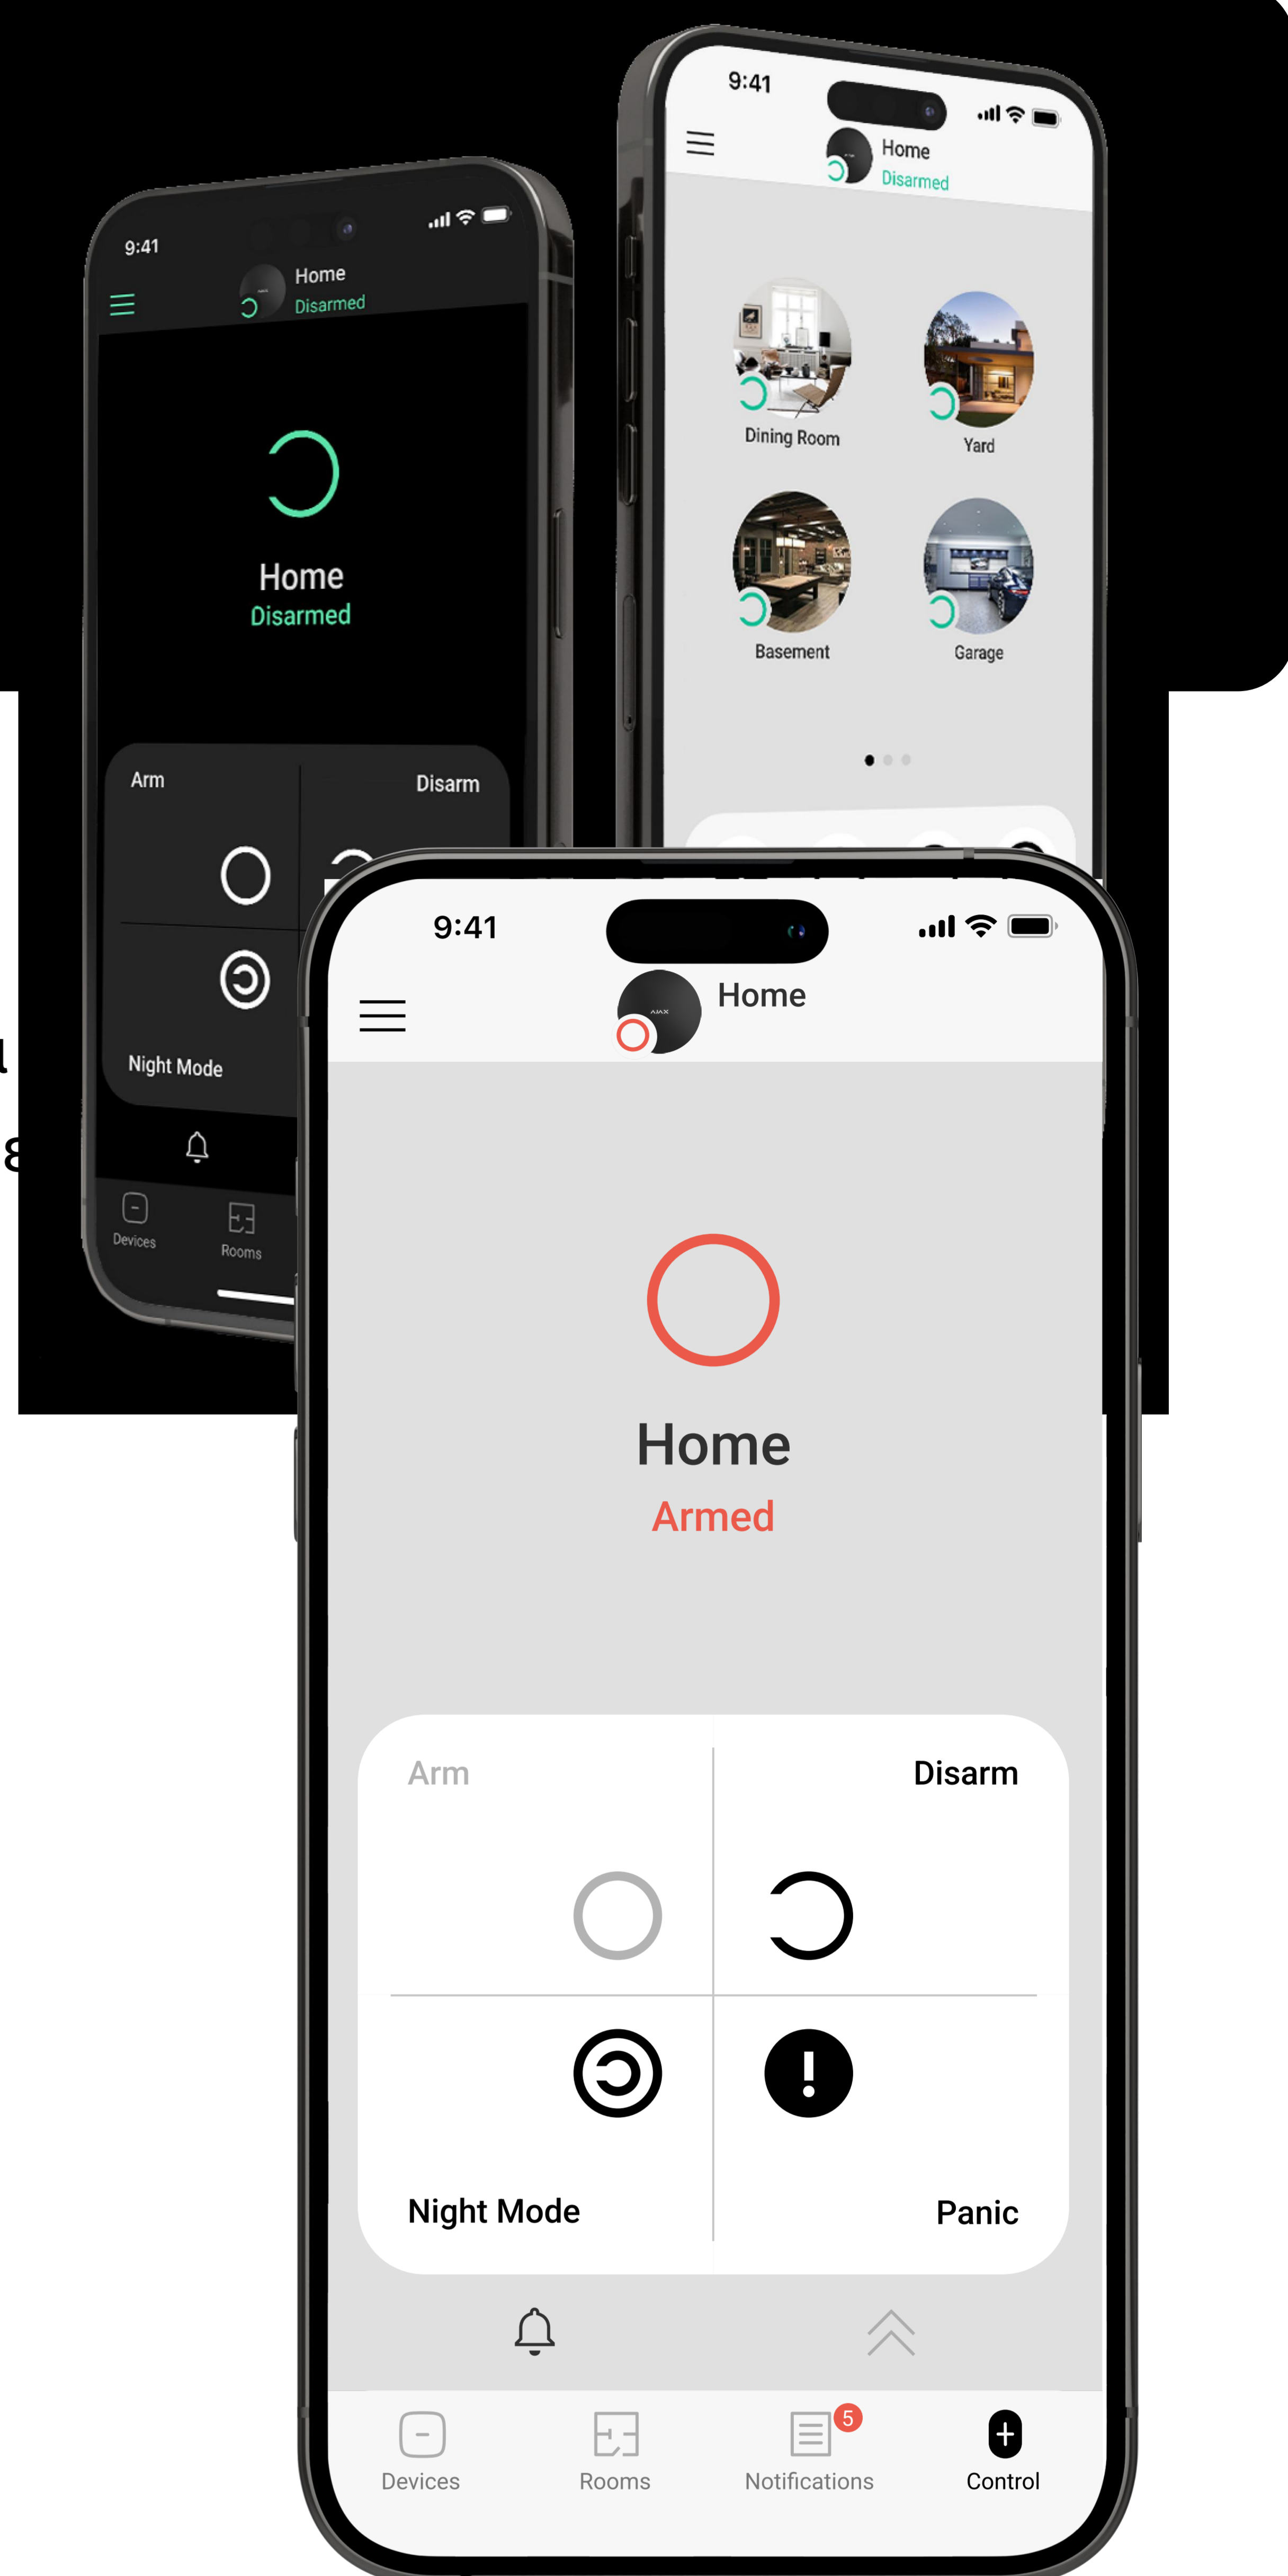 9:41
Home
Disarmed
Home
Disarmed
Arm
Disarm
Night Mode
Devices
Rooms
9:41
Home
Disarmed
Dining Room
Yard
Basement
Garage
9:41
AJAX
Home
Home
Armed
Arm
Disarm
Night Mode
Panic
5
Devices
Rooms
Notifications
Control